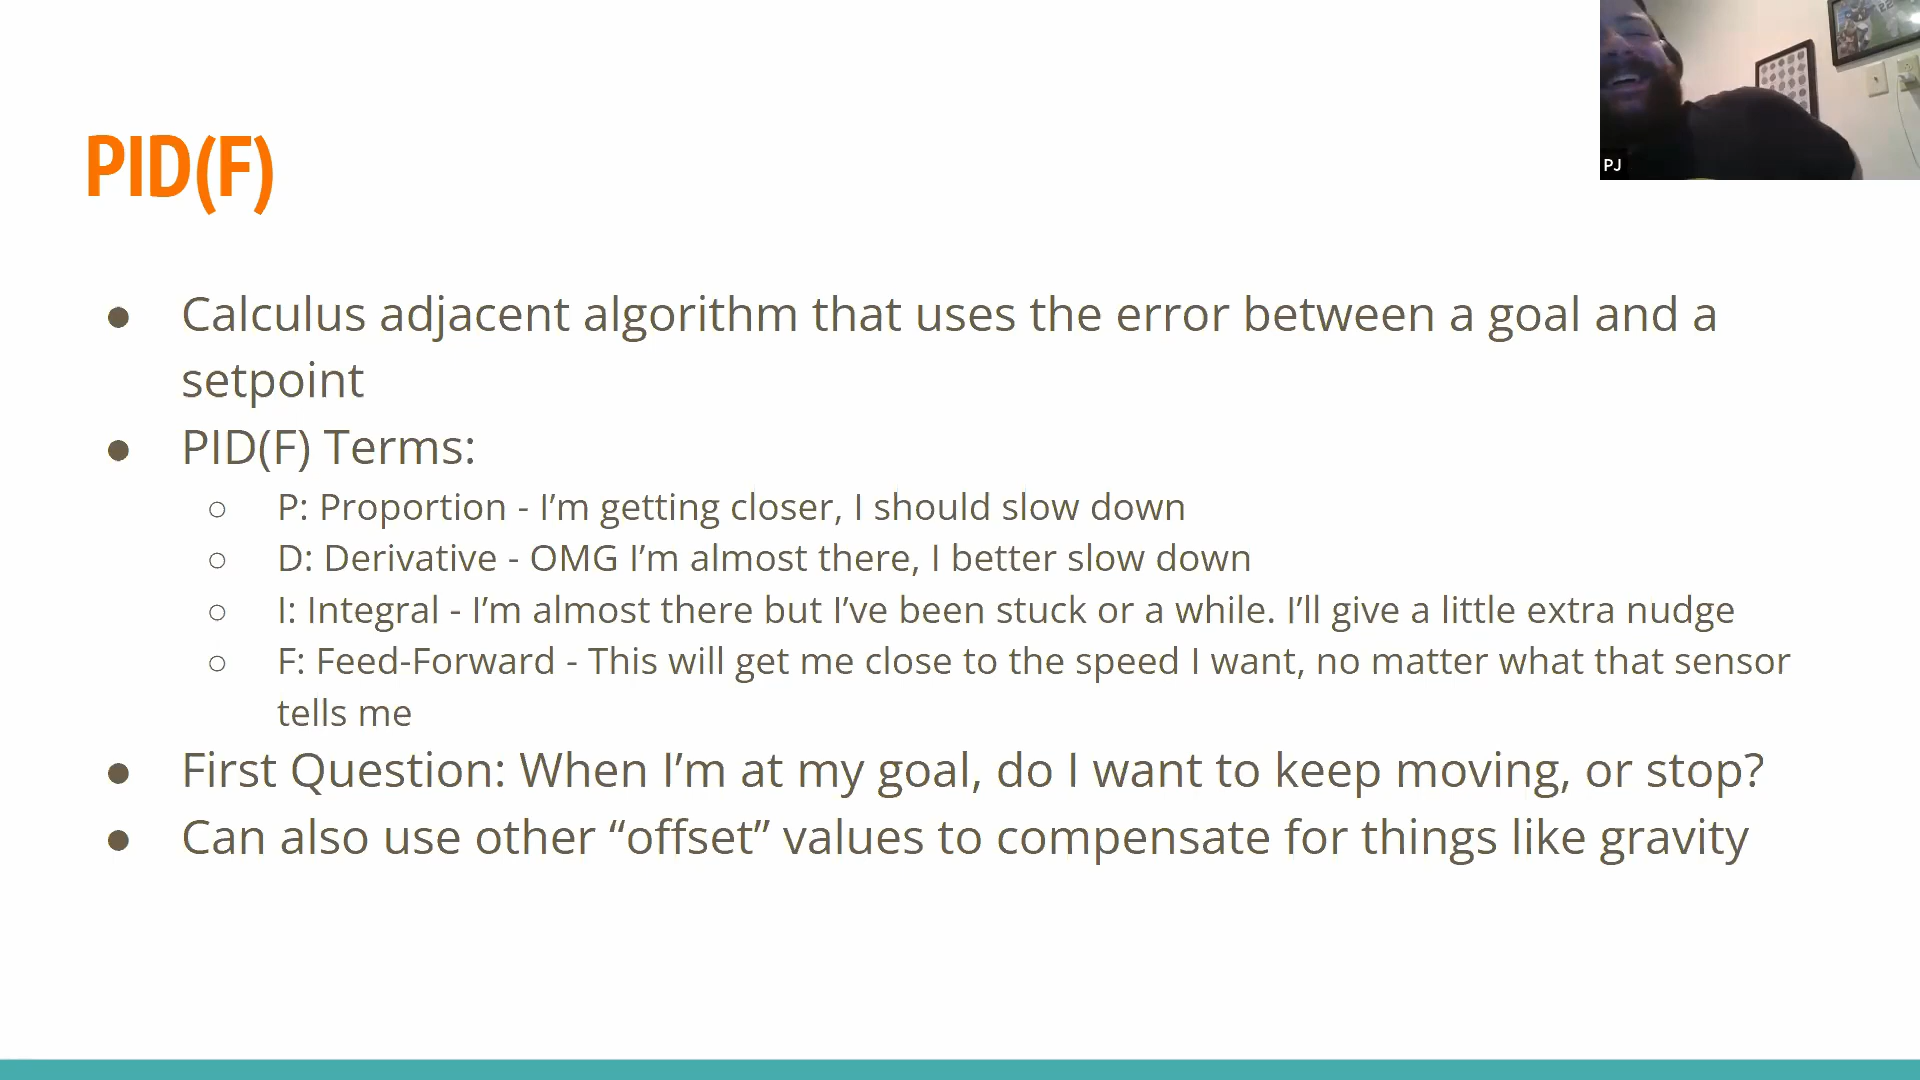 PID(F)
PJ
● Calculus adjacent algorithm that uses the error between a goal and a
setpoint
● PID(F) Terms:
○ P: Proportion - I’m getting closer, I should slow down
○ D: Derivative - OMG I’m almost there, I better slow down
○ I: Integral - I’m almost there but I’ve been stuck or a while. I’ll give a little extra nudge
○ F: Feed-Forward - This will get me close to the speed I want, no matter what that sensor
tells me
● First Question: When I’m at my goal, do I want to keep moving, or stop?
● Can also use other “offset” values to compensate for things like gravity